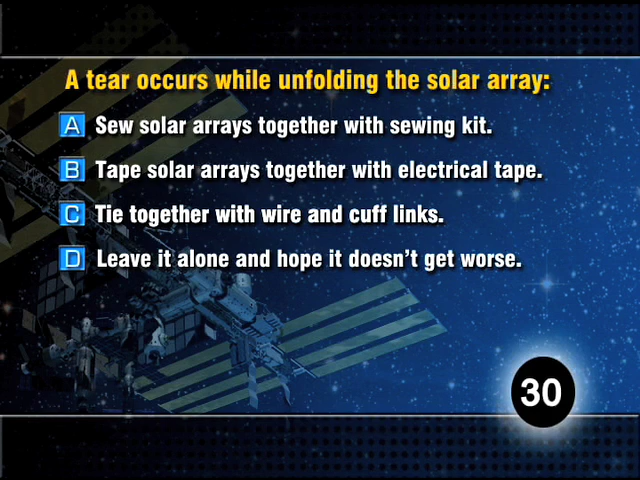 A tear occurs while unfolding the solar array:
A Sew solar arrays together with sewing kit.
B Tape solar arrays together with electrical tape.
C Tie together with wire and cuff links.
D Leave it alone and hope it doesn't get worse.
30